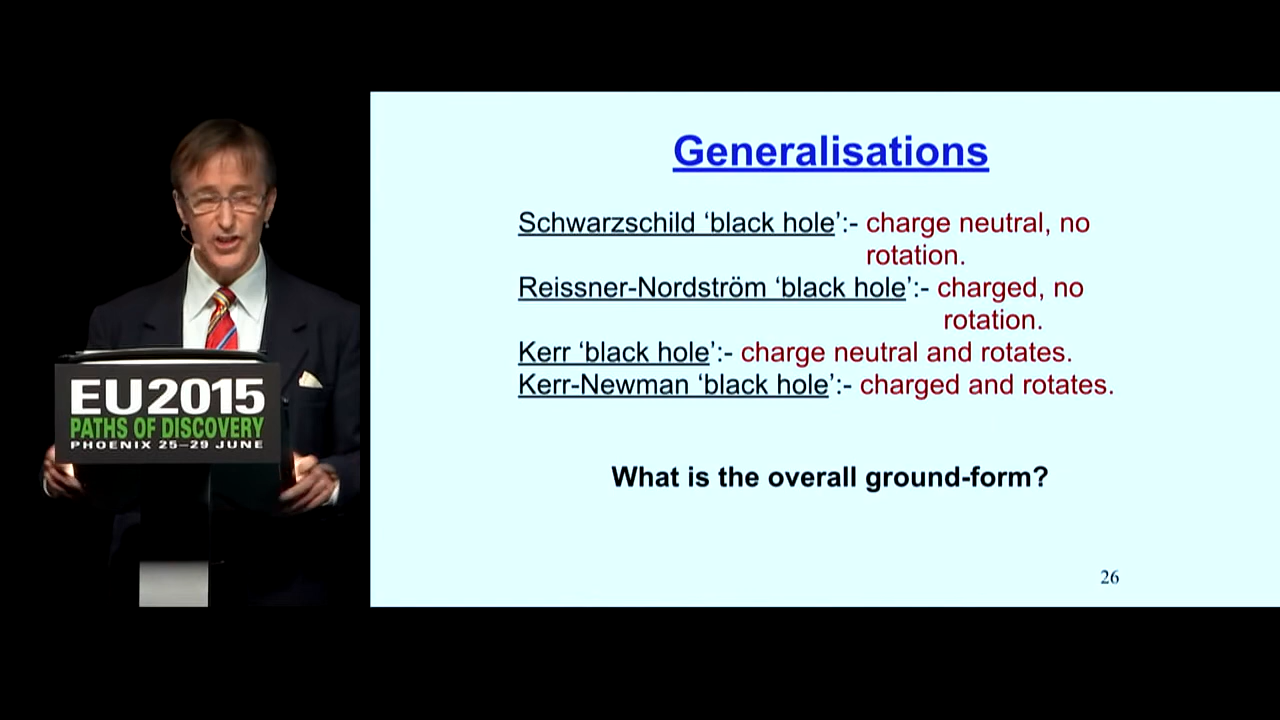 EU2015
PATHS OF DISCOVERY
PHOENIX 25–29 JUNE
Generalisations
Schwarzschild ‘black hole’:- charge neutral, no
rotation.
Reissner-Nordström ‘black hole’:- charged, no
rotation.
Kerr ‘black hole’:- charge neutral and rotates.
Kerr-Newman ‘black hole’:- charged and rotates.
What is the overall ground-form?
26